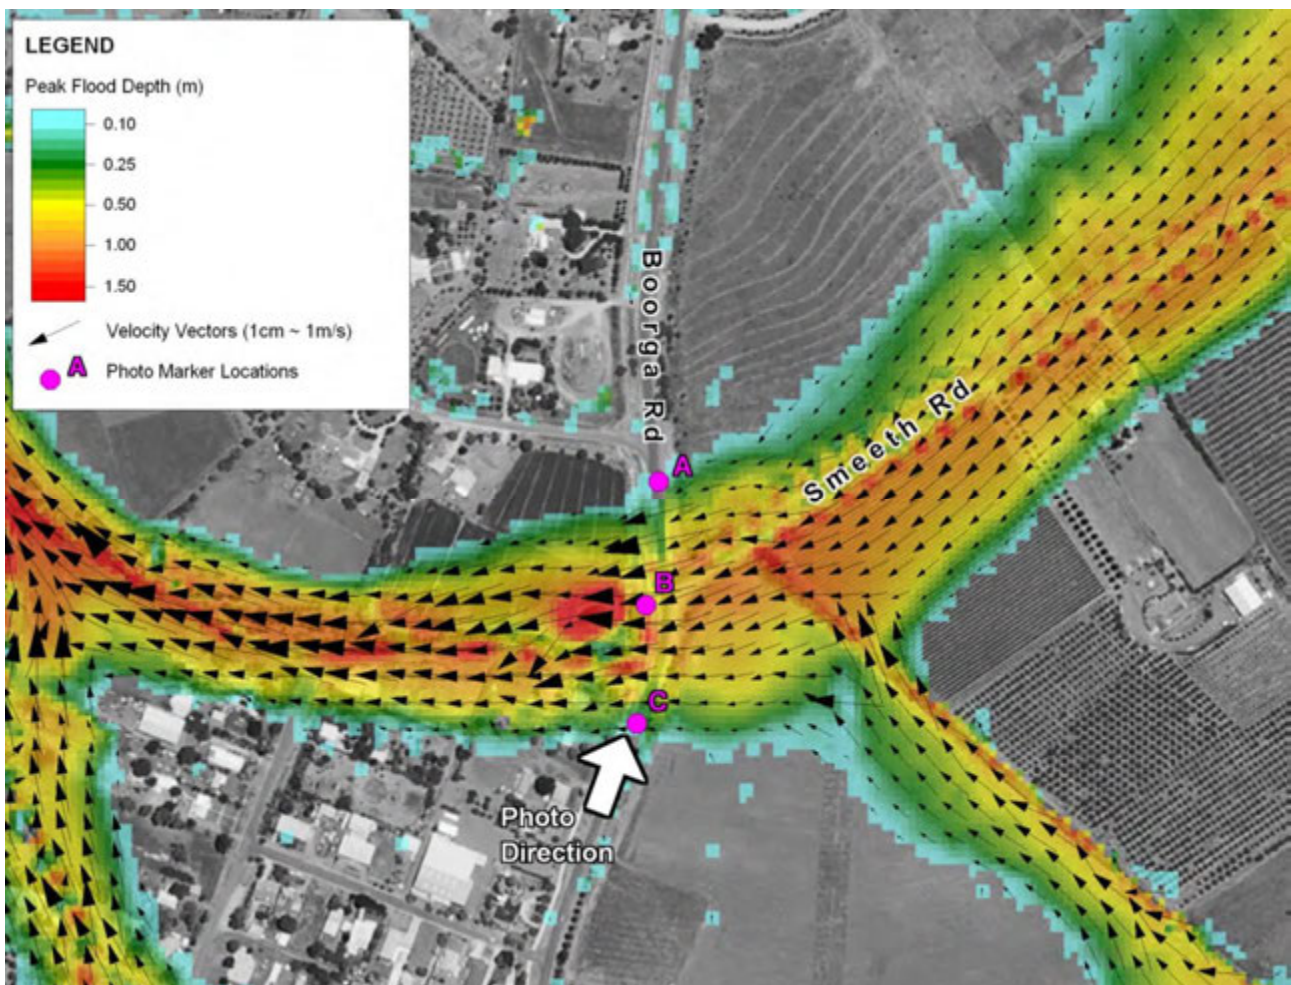 LEGEND
Peak Flood Depth (m)
0.10
0.25
0.50
1.00
1.50
Velocity Vectors (1cm ~ 1m/s)
A
Photo Marker Locations
Boorga Rd
Smeeth Rd
A
B
C
Photo
Direction